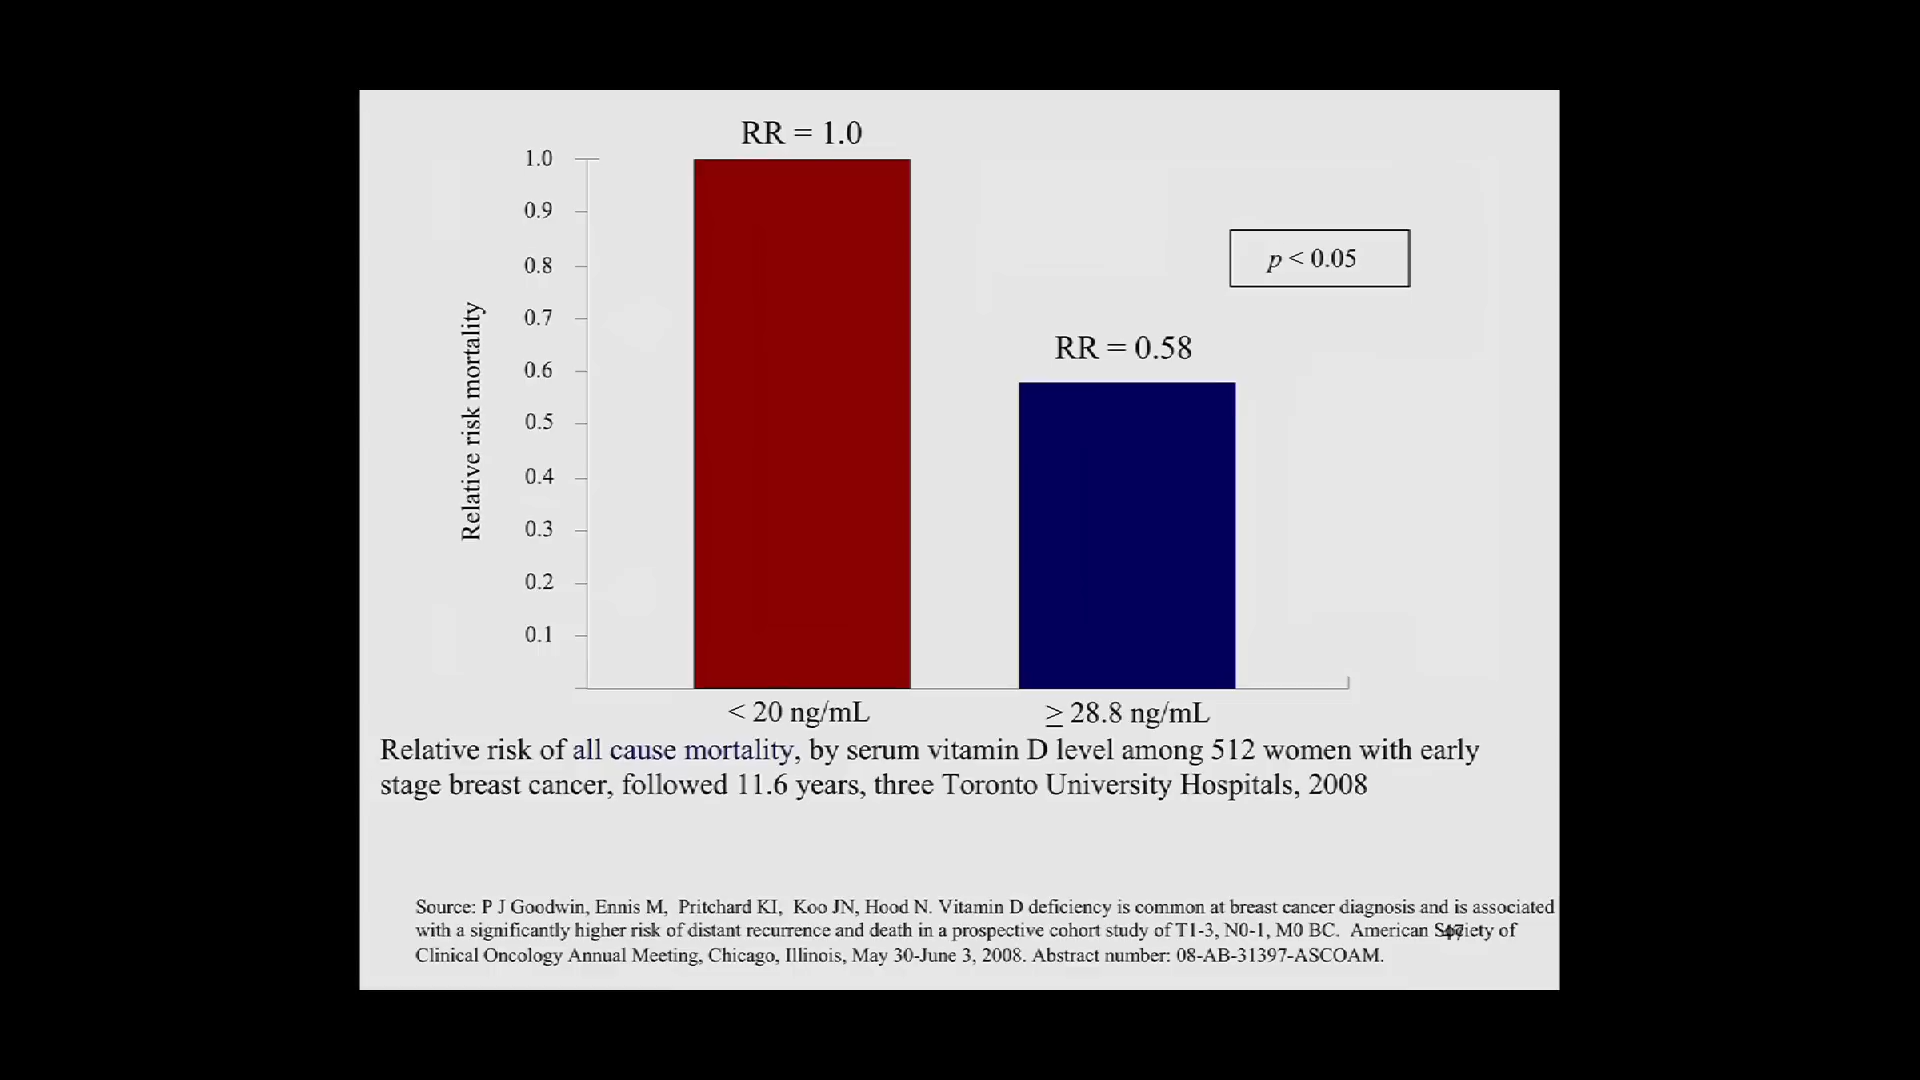 RR = 1.0
1.0
0.9
0.8
0.7
0.6
0.5
0.4
0.3
0.2
0.1
Relative risk mortality
p < 0.05
RR = 0.58
< 20 ng/mL
≥ 28.8 ng/mL
Relative risk of all cause mortality, by serum vitamin D level among 512 women with early
stage breast cancer, followed 11.6 years, three Toronto University Hospitals, 2008
Source: P J Goodwin, Ennis M, Pritchard KI, Koo JN, Hood N. Vitamin D deficiency is common at breast cancer diagnosis and is associated
with a significantly higher risk of distant recurrence and death in a prospective cohort study of T1-3, N0-1, M0 BC. American Society of
Clinical Oncology Annual Meeting, Chicago, Illinois, May 30-June 3, 2008. Abstract number: 08-AB-31397-ASCOAM.
47